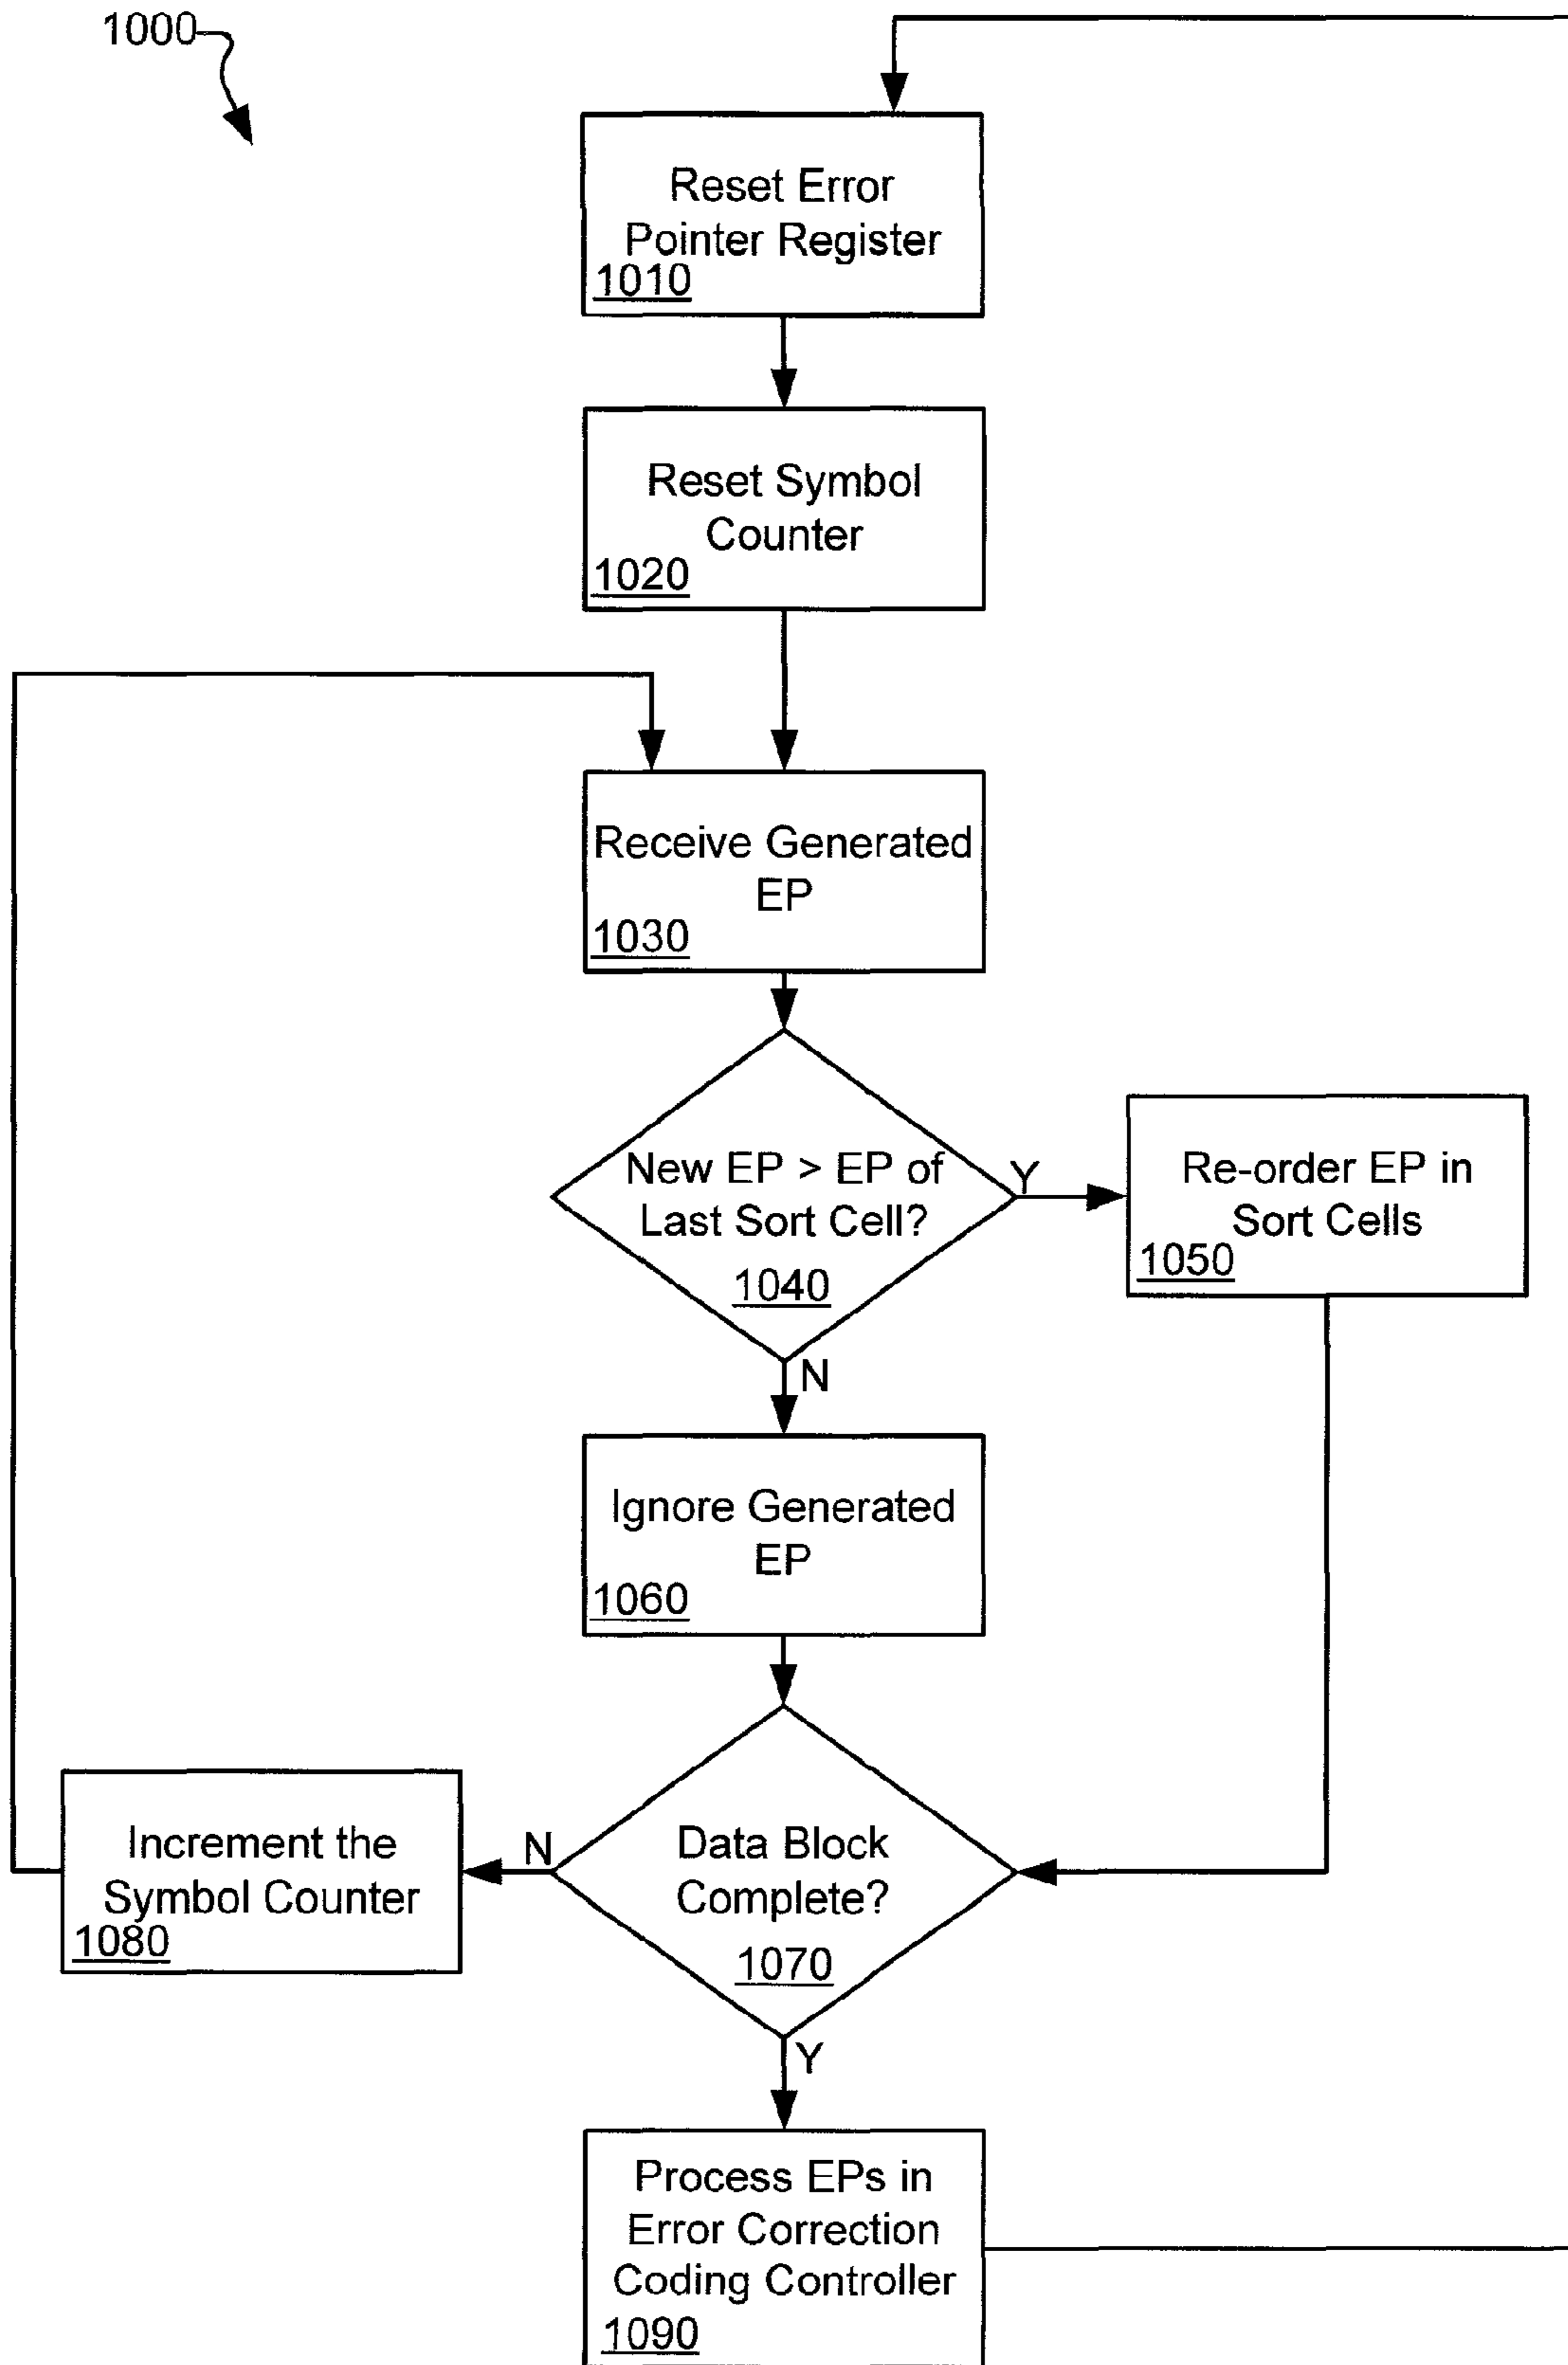 1000
Reset Error
Pointer Register
1010
Reset Symbol
Counter
1020
Receive Generated
EP
1030
New EP > EP of
Last Sort Cell?
1040
Y
Re-order EP in
Sort Cells
1050
N
Ignore Generated
EP
1060
Data Block
Complete?
1070
N
Increment the
Symbol Counter
1080
Y
Process EPs in
Error Correction
Coding Controller
1090